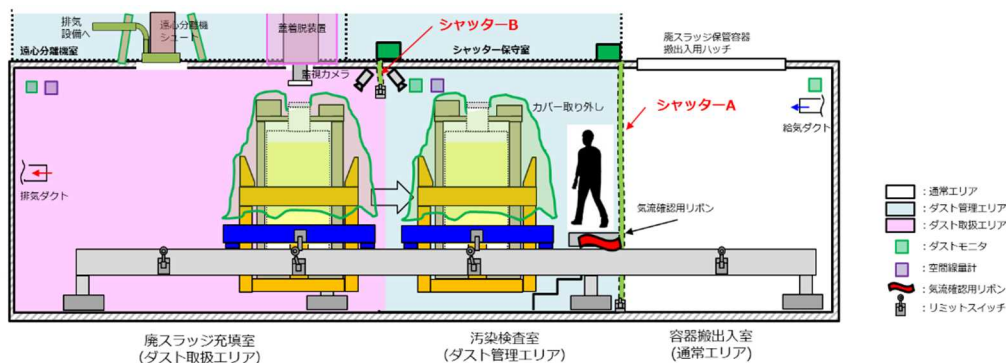 排気
設備へ
遠心分離機
シュート
蓋着脱装置
シャッターB
遠心分離機室
シャッター保守室
廃スラッジ保管容器
搬出入用ハッチ
監視カメラ
カバー取り外し
シャッターA
給気ダクト
排気ダクト
気流確認用リボン
:通常エリア
:ダスト管理エリア
:ダスト取扱エリア
:ダストモニタ
:空間線量計
:気流確認用リボン
:リミットスイッチ
廃スラッジ充填室
(ダスト取扱エリア)
汚染検査室
(ダスト管理エリア)
容器搬出入室
(通常エリア)